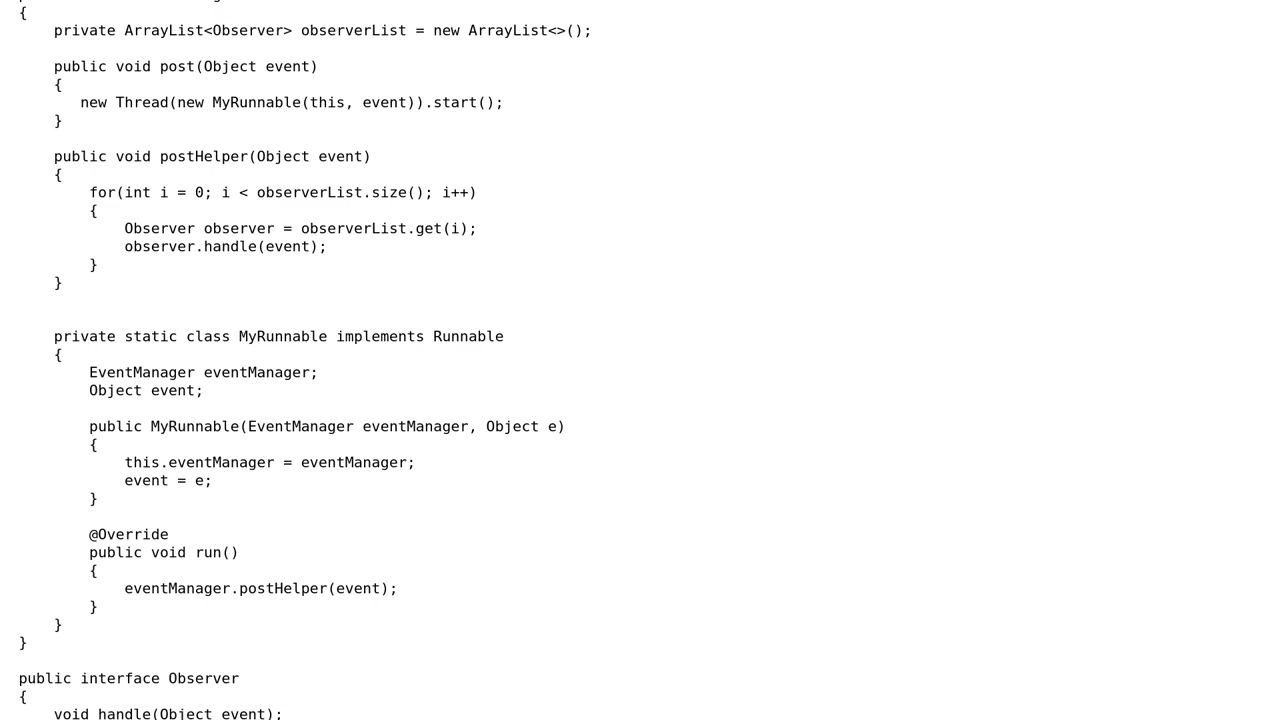 {
    private ArrayList<Observer> observerList = new ArrayList<>();
    public void post(Object event)
    {
       new Thread(new MyRunnable(this, event)).start();
    }
    public void postHelper(Object event)
    {
        for(int i = 0; i < observerList.size(); i++)
        {
            Observer observer = observerList.get(i);
            observer.handle(event);
        }
    }
    private static class MyRunnable implements Runnable
    {
        EventManager eventManager;
        Object event;
        public MyRunnable(EventManager eventManager, Object e)
        {
            this.eventManager = eventManager;
            event = e;
        }
        @Override
        public void run()
        {
            eventManager.postHelper(event);
        }
    }
}
public interface Observer
{
    void handle(Object event);